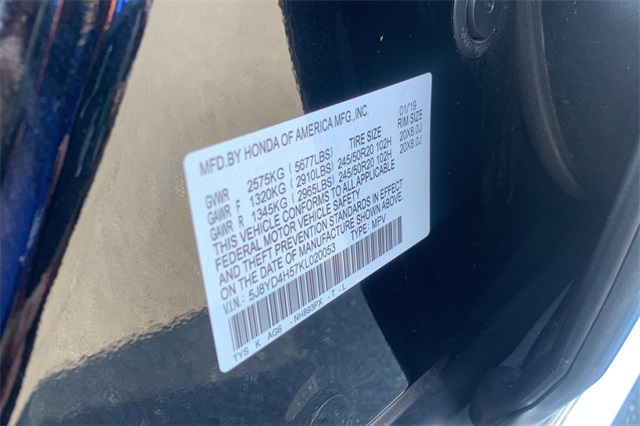 MFD.BY HONDA OF AMERICA MFG.,INC. 01/19
TIRE SIZE RIM SIZE
GVWR 2575KG ( 5677LBS)
GAWR F 1320KG ( 2910LBS) 245/50R20 102H 20X8.0J
GAWR R 1345KG ( 2965LBS) 245/50R20 102H 20X8.0J
THIS VEHICLE CONFORMS TO ALL APPLICABLE
FEDERAL MOTOR VEHICLE SAFETY
AND THEFT PREVENTION STANDARDS IN EFFECT
ON THE DATE OF MANUFACTURE SHOWN ABOVE.
V.I.N: 5J8YD4H57KL020053 TYPE: MPV
TYS K AG6 -NH893PX - T - L